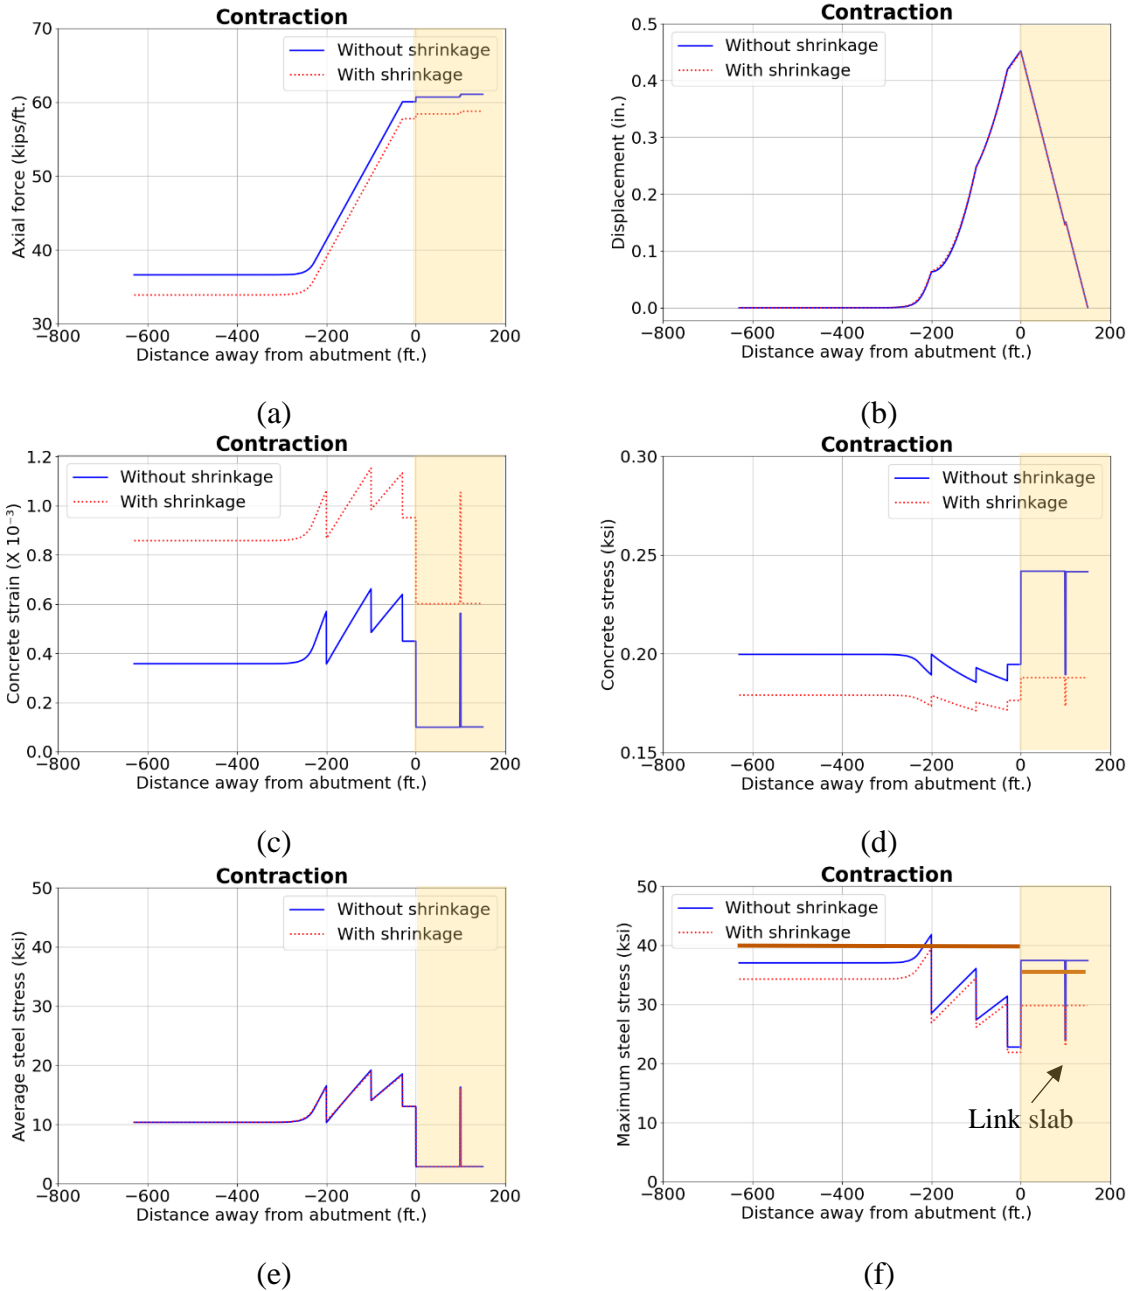 Contraction
Axial force (kips/ft.)
70
60
50
40
30
Without shrinkage
With shrinkage
−800
−600
−400
−200
0
200
Distance away from abutment (ft.)
(a)
Contraction
Displacement (in.)
0.5
0.4
0.3
0.2
0.1
0.0
Without shrinkage
With shrinkage
−800
−600
−400
−200
0
200
Distance away from abutment (ft.)
(b)
Contraction
Concrete strain (X 10⁻³)
1.2
1.0
0.8
0.6
0.4
0.2
0.0
Without shrinkage
With shrinkage
−800
−600
−400
−200
0
200
Distance away from abutment (ft.)
(c)
Contraction
Concrete stress (ksi)
0.30
0.25
0.20
0.15
Without shrinkage
With shrinkage
−800
−600
−400
−200
0
200
Distance away from abutment (ft.)
(d)
Contraction
Average steel stress (ksi)
50
40
30
20
10
0
Without shrinkage
With shrinkage
−800
−600
−400
−200
0
200
Distance away from abutment (ft.)
(e)
Contraction
Maximum steel stress (ksi)
50
40
30
20
10
0
Without shrinkage
With shrinkage
Link slab
−800
−600
−400
−200
0
200
Distance away from abutment (ft.)
(f)